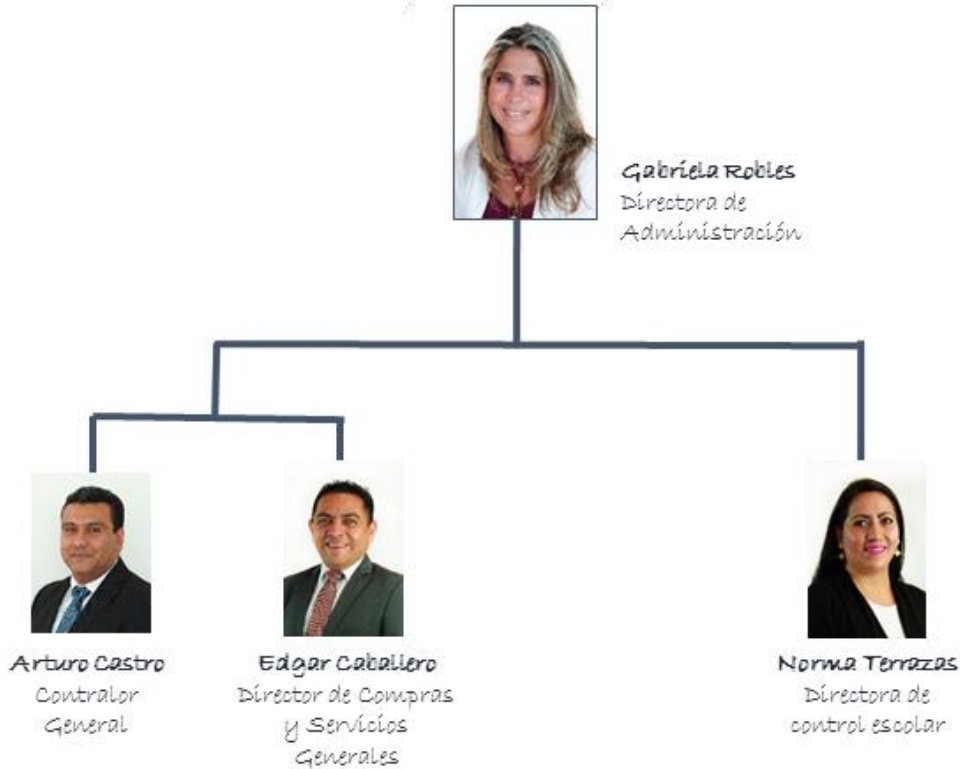 Gabriela Robles
Directora de
Administración
Arturo Castro
Contralor
General
Edgar Caballero
Director de Compras
y Servicios
Generales
Norma Terrazas
Directora de
control escolar